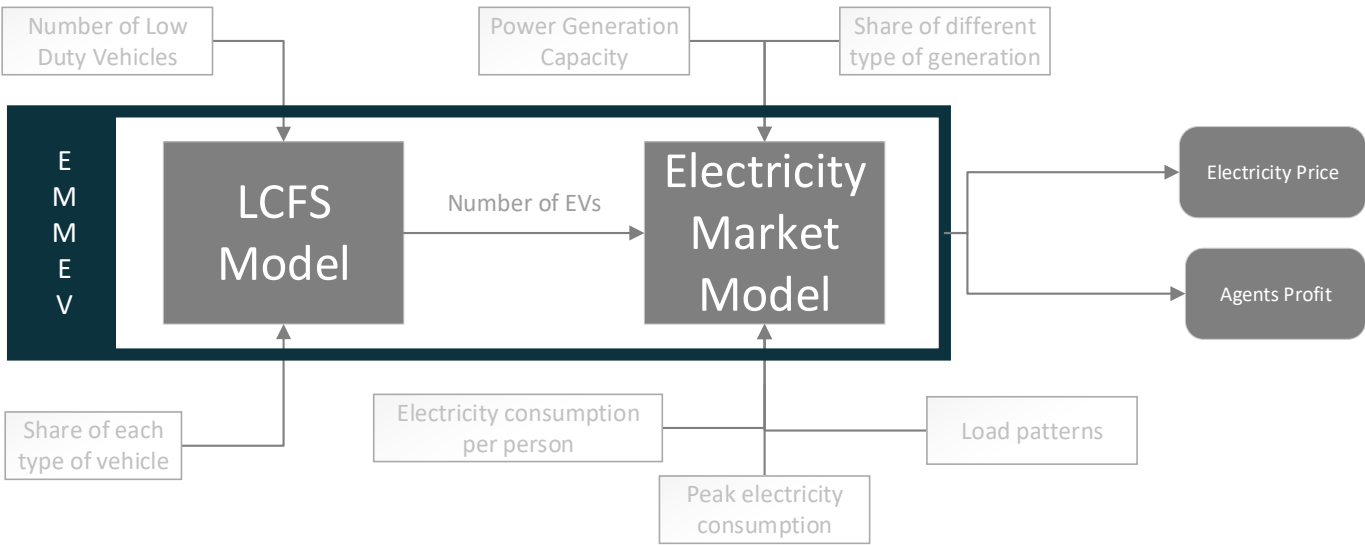 Number of Low
Duty Vehicles
Power Generation
Capacity
Share of different
type of generation
E
M
M
E
V
LCFS
Model
Number of EVs
Electricity
Market
Model
Electricity Price
Agents Profit
Share of each
type of vehicle
Electricity consumption
per person
Load patterns
Peak electricity
consumption